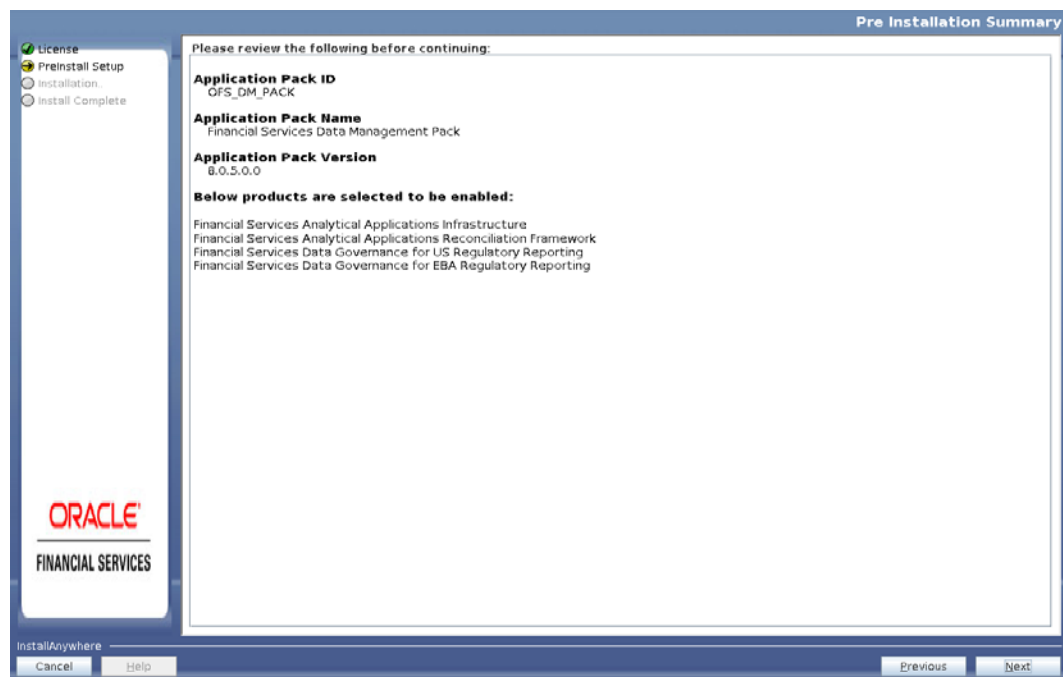 Pre Installation Summary
License
Preinstall Setup
Installation..
Install Complete
Please review the following before continuing:
Application Pack ID
OFS_DM_PACK
Application Pack Name
Financial Services Data Management Pack
Application Pack Version
8.0.5.0.0
Below products are selected to be enabled:
Financial Services Analytical Applications Infrastructure
Financial Services Analytical Applications Reconciliation Framework
Financial Services Data Governance for US Regulatory Reporting
Financial Services Data Governance for EBA Regulatory Reporting
ORACLE
FINANCIAL SERVICES
InstallAnywhere
Cancel Help Previous Next